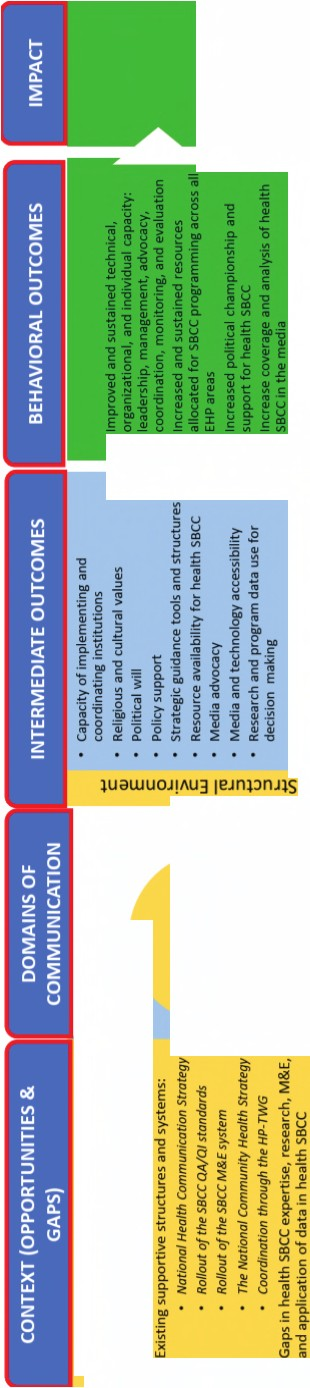 CONTEXT (OPPORTUNITIES &
GAPS)
DOMAINS OF
COMMUNICATION
INTERMEDIATE OUTCOMES
BEHAVIORAL OUTCOMES
IMPACT
Existing supportive structures and systems:
• National Health Communication Strategy
• Rollout of the SBCC QA/QI standards
• Rollout of the SBCC M&E system
• The National Community Health Strategy
• Coordination through the HP-TWG
Gaps in health SBCC expertise, research, M&E,
and application of data in health SBCC
Structural Environment
• Capacity of implementing and
coordinating institutions
• Religious and cultural values
• Political will
• Policy support
• Strategic guidance tools and structures
• Resource availability for health SBCC
• Media advocacy
• Media and technology accessibility
• Research and program data use for
decision making
Improved and sustained technical,
organizational, and individual capacity:
leadership, management, advocacy,
coordination, monitoring, and evaluation
Increased and sustained resources
allocated for SBCC programming across all
EHP areas
Increased political championship and
support for health SBCC
Increase coverage and analysis of health
SBCC in the media